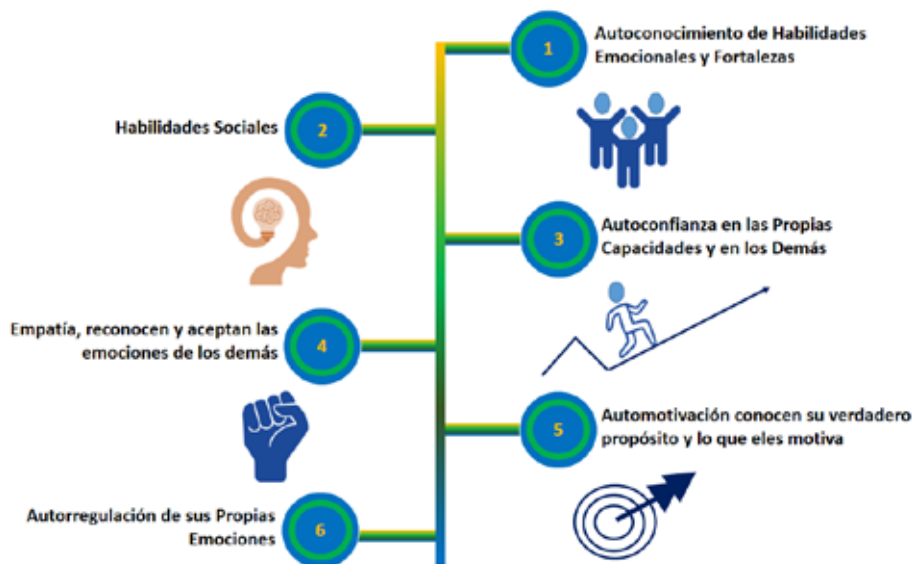 1
Autoconocimiento de Habilidades
Emocionales y Fortalezas
2
Habilidades Sociales
3
Autoconfianza en las Propias
Capacidades y en los Demás
4
Empatía, reconocen y aceptan las
emociones de los demás
5
Automotivación conocen su verdadero
propósito y lo que eles motiva
6
Autorregulación de sus Propias
Emociones